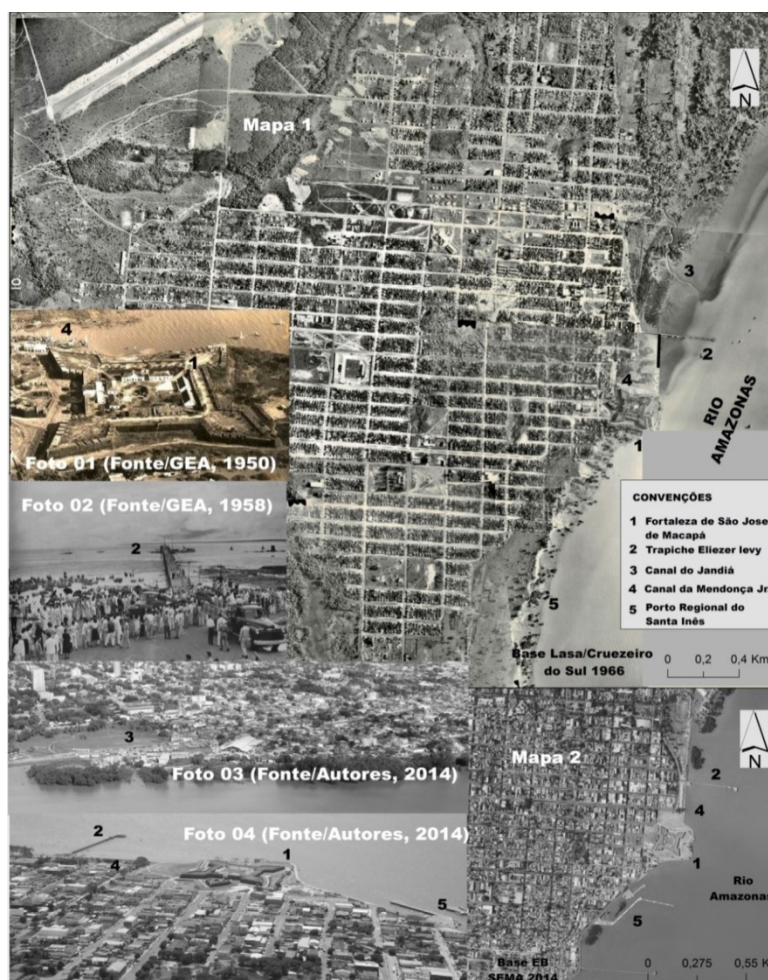 Mapa 1
N
3
2
4
RIO
AMAZONAS
1
4
1
Foto 01 (Fonte/GEA, 1950)
Foto 02 (Fonte/GEA, 1958)
2
CONVENÇÕES
1 Fortaleza de São Jose
de Macapá
2 Trapiche Eliezer levy
3 Canal do Jandiá
4 Canal da Mendonça Jr
5 Porto Regional do
Santa Inês
5
Base Lasa/Cruezeiro
do Sul 1966
0 0,2 0,4 Km
3
Foto 03 (Fonte/Autores, 2014)
2
Foto 04 (Fonte/Autores, 2014)
4
1
5
Mapa 2
N
2
4
1
Rio
Amazonas
5
Base EB
SEMA 2014
0 0,275 0,55 K